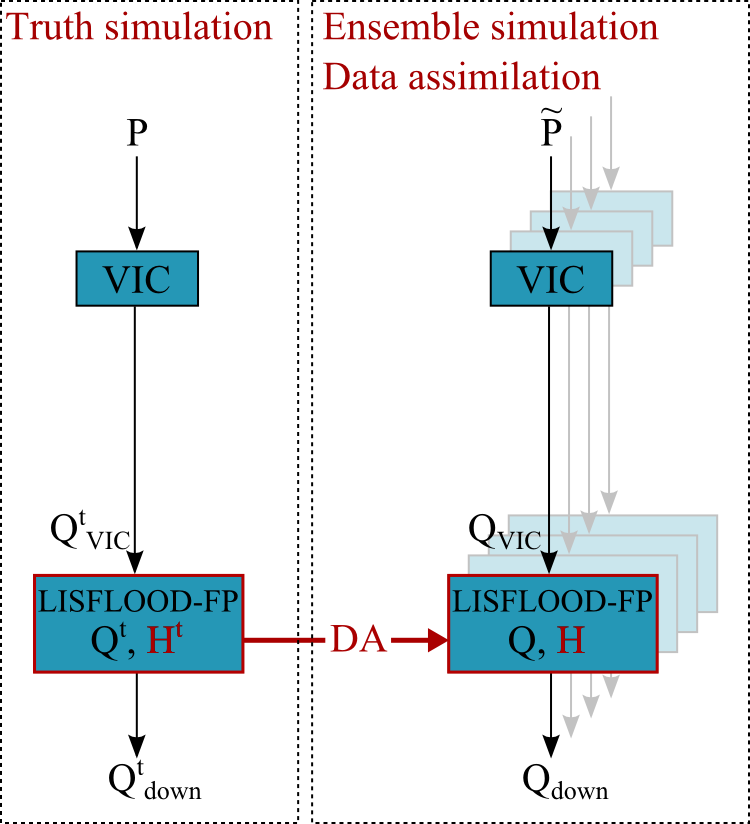 Truth simulation
P
VIC
Qᵗ_VIC
LISFLOOD-FP
Qᵗ, Hᵗ
Qᵗ_down
DA
Ensemble simulation
Data assimilation
P̃
VIC
Q_VIC
LISFLOOD-FP
Q, H
Q_down